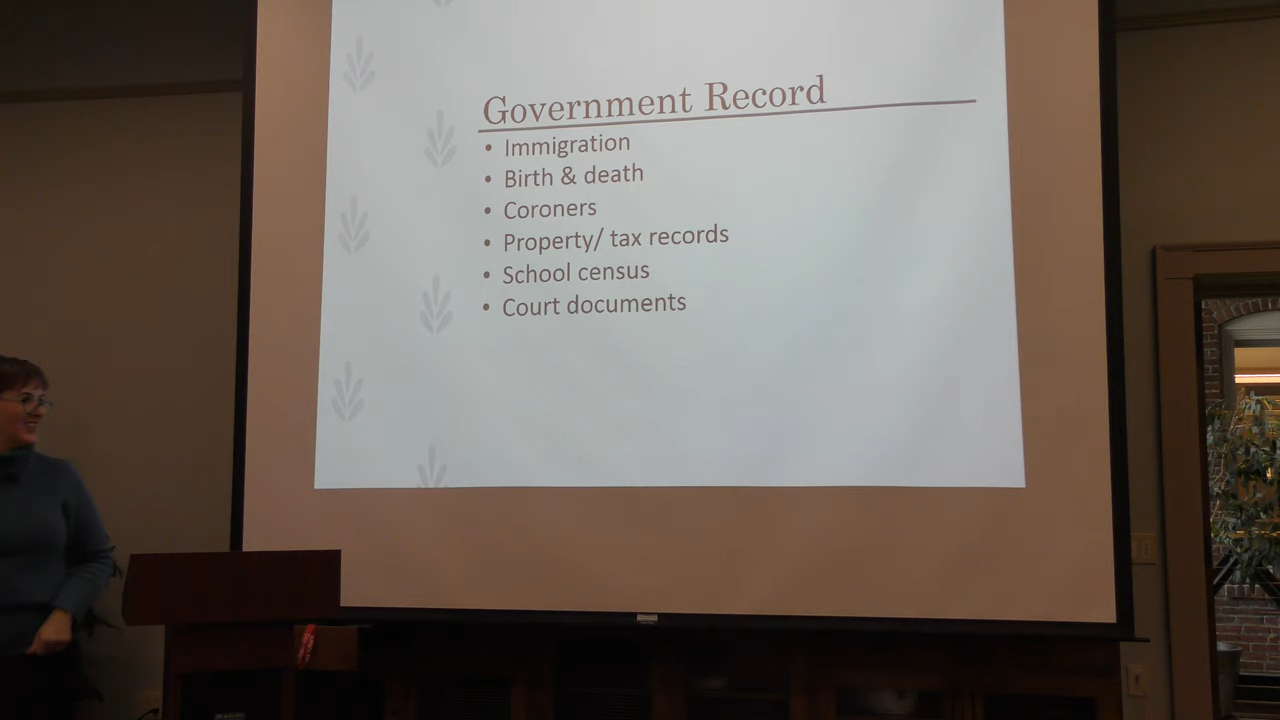 Government Record
• Immigration
• Birth & death
• Coroners
• Property/ tax records
• School census
• Court documents